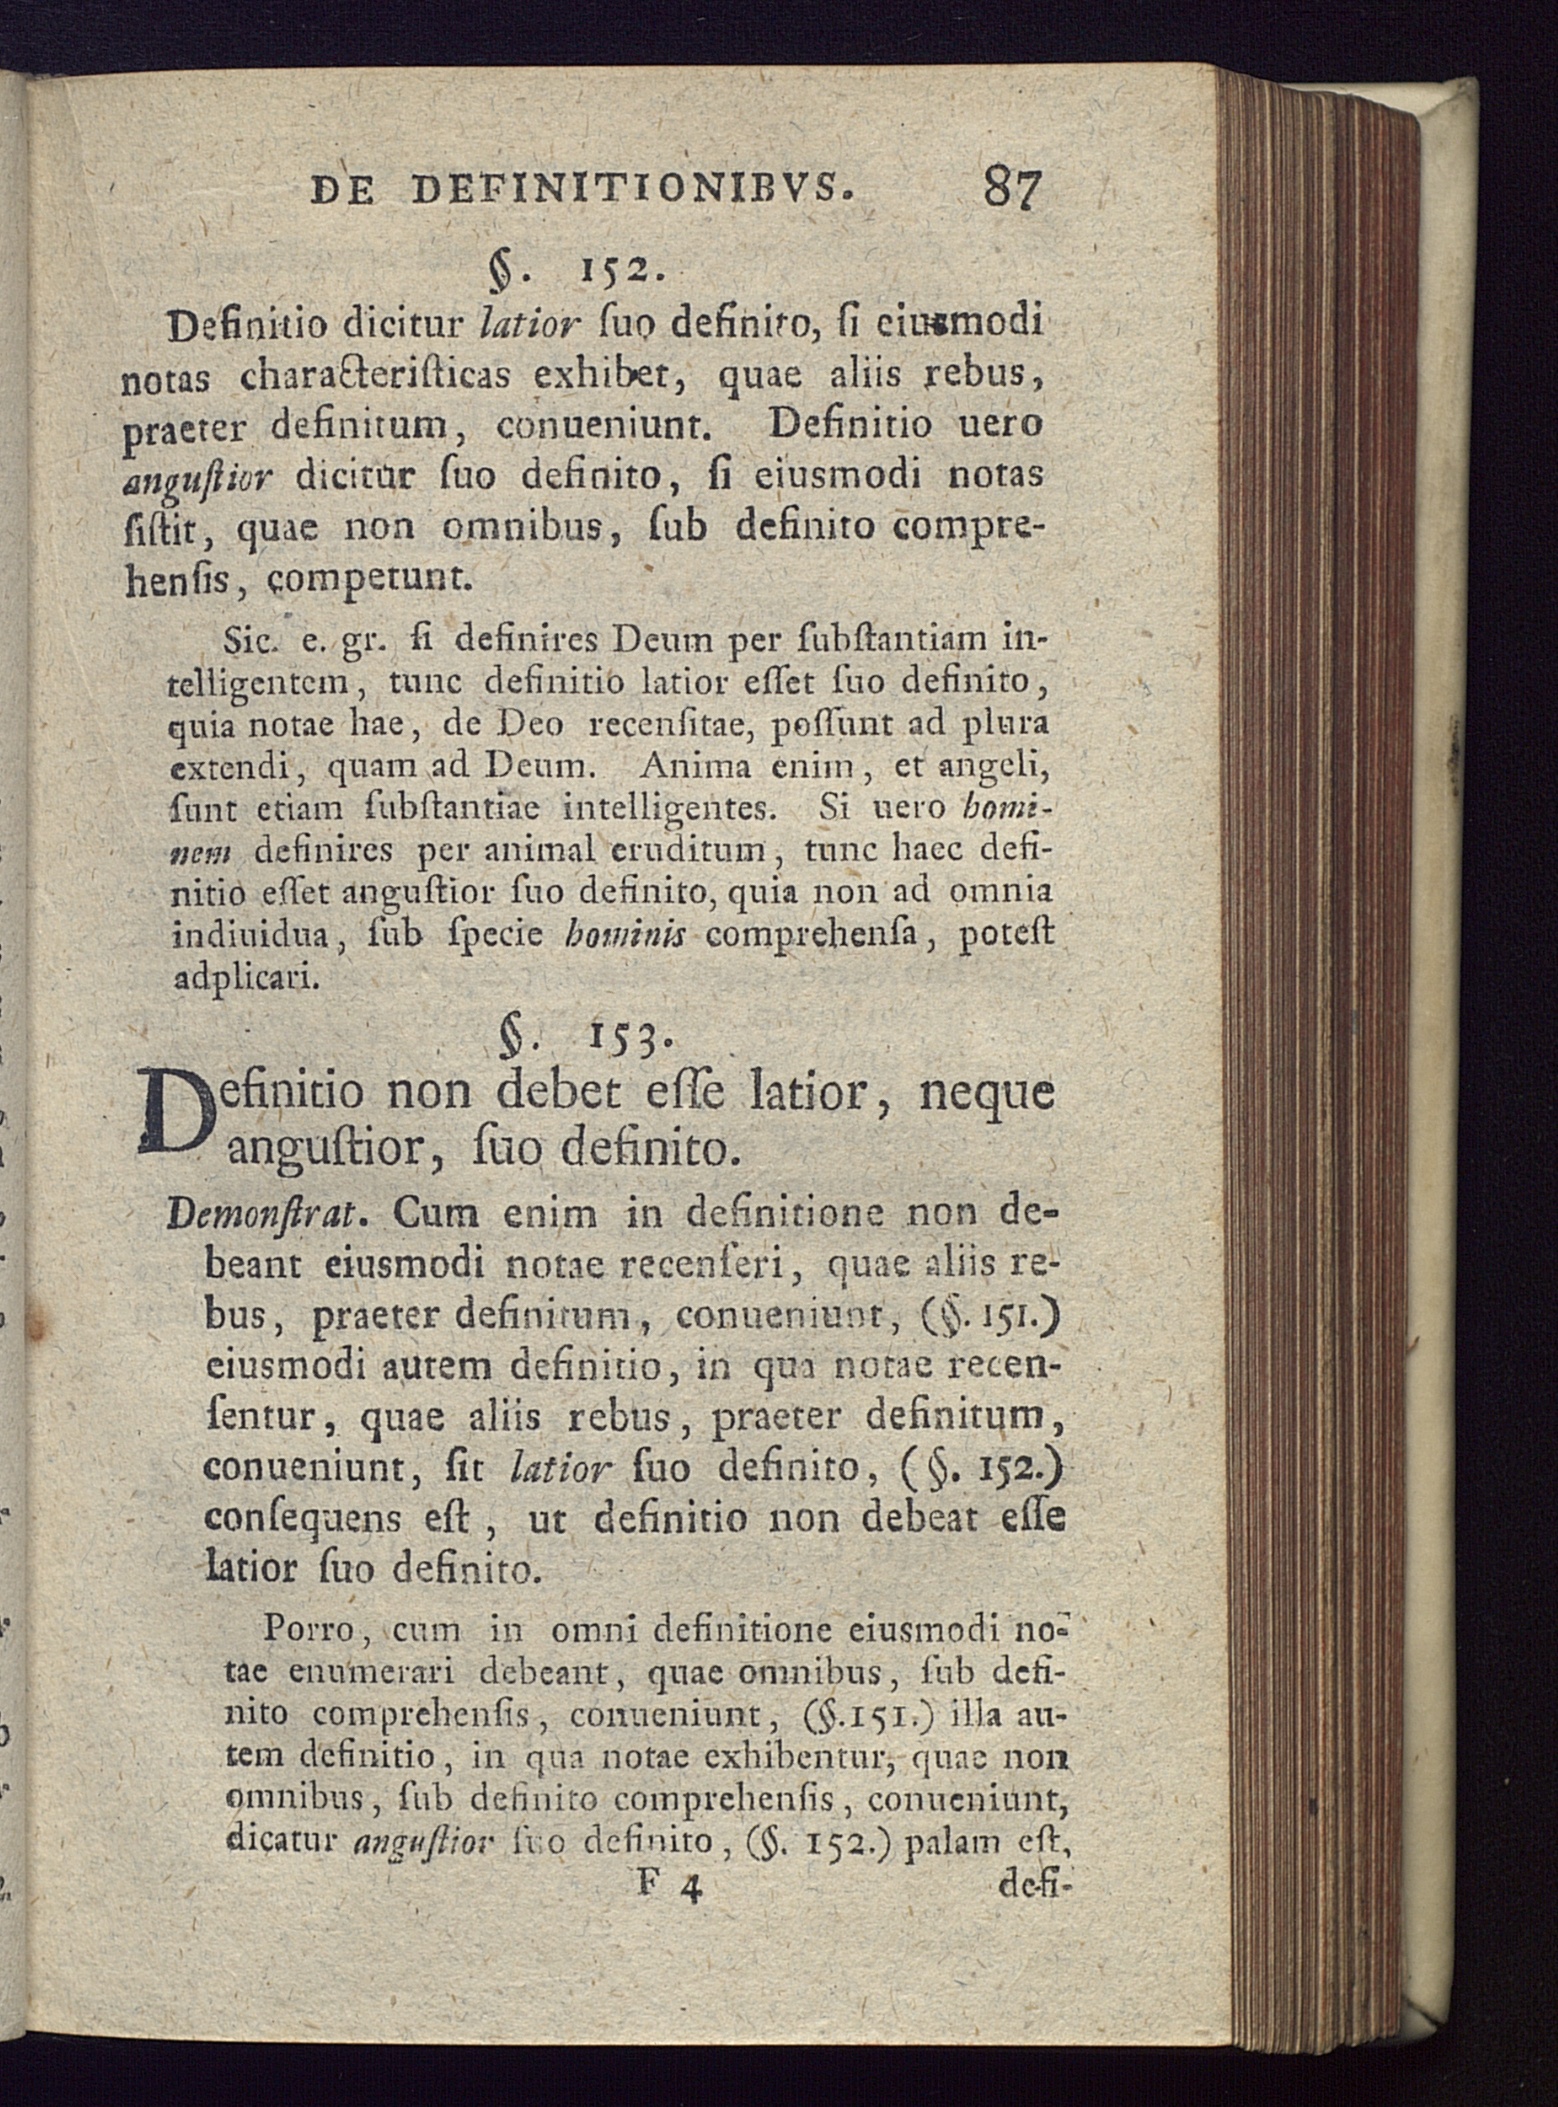 DE DEFINITIONIBVS. 87
§. 152.
Definitio dicitur latior ſuo definito, ſi eiusmodi
notas characteriſticas exhibet, quae aliis rebus,
praeter definitum, conueniunt. Definitio uero
anguſtior dicitur ſuo definito, ſi eiusmodi notas
ſiſtit, quae non omnibus, ſub definito compre-
henſis, competunt.
Sic. e. gr. ſi definires Deum per ſubſtantiam in-
telligentem, tunc definitio latior eſſet ſuo definito,
quia notae hae, de Deo recenſitae, poſſunt ad plura
extendi, quam ad Deum. Anima enim, et angeli,
ſunt etiam ſubſtantiae intelligentes. Si uero homi-
nem definires per animal eruditum, tunc haec defi-
nitio eſſet anguſtior ſuo definito, quia non ad omnia
indiuidua, ſub ſpecie hominis comprehenſa, poteſt
adplicari.
§. 153.
Definitio non debet eſſe latior, neque
anguſtior, ſuo definito.
Demonſtrat. Cum enim in definitione non de-
beant eiusmodi notae recenſeri, quae aliis re-
bus, praeter definitum, conueniunt, (§. 151.)
eiusmodi autem definitio, in qua notae recen-
ſentur, quae aliis rebus, praeter definitum,
conueniunt, ſit latior ſuo definito, (§. 152.)
conſequens eſt, ut definitio non debeat eſſe
latior ſuo definito.
Porro, cum in omni definitione eiusmodi no-
tae enumerari debeant, quae omnibus, ſub defi-
nito comprehenſis, conueniunt, (§. 151.) illa au-
tem definitio, in qua notae exhibentur, quae non
omnibus, ſub definito comprehenſis, conueniunt,
dicatur anguſtior ſuo definito, (§. 152.) palam eſt,
F 4 defi-